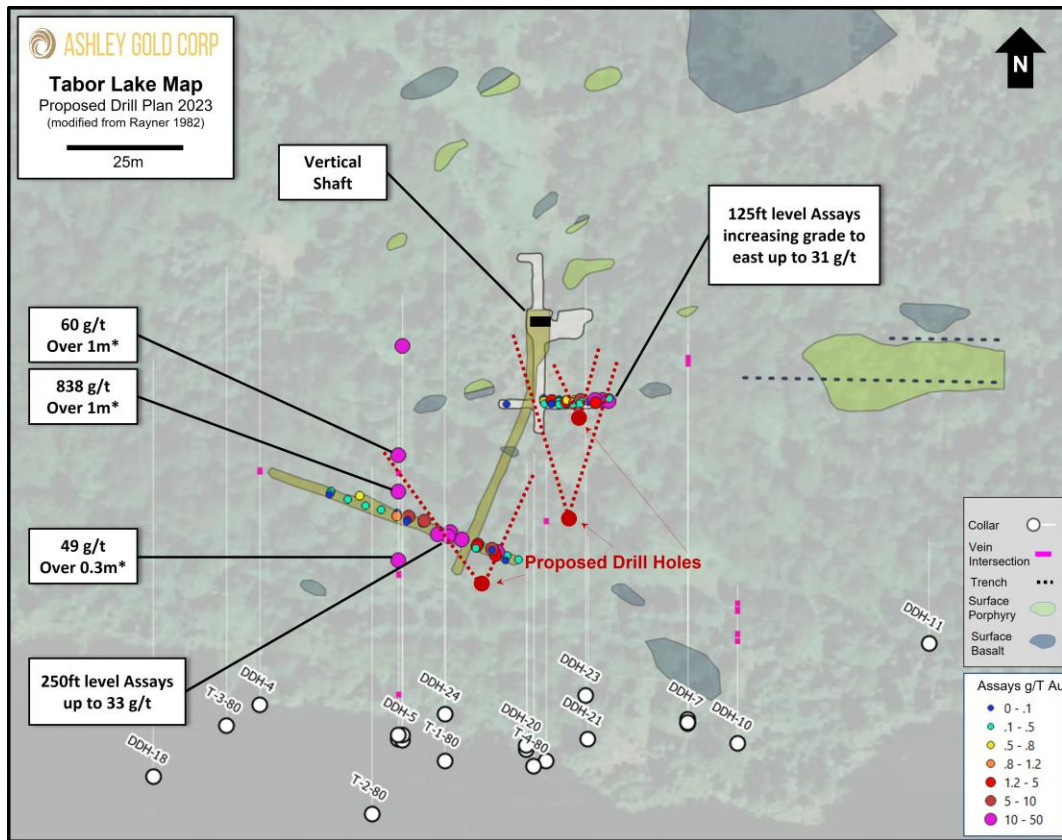 ASHLEY GOLD CORP
Tabor Lake Map
Proposed Drill Plan 2023
(modified from Rayner 1982)
25m
N
Vertical
Shaft
125ft level Assays
increasing grade to
east up to 31 g/t
60 g/t
Over 1m*
838 g/t
Over 1m*
49 g/t
Over 0.3m*
Proposed Drill Holes
250ft level Assays
up to 33 g/t
DDH-11
DDH-4
T-3-80
DDH-18
DDH-5
DDH-24
T-1-80
T-2-80
DDH-20
T-4-80
DDH-23
DDH-21
DDH-7
DDH-10
Collar
Vein
Intersection
Trench
Surface
Porphyry
Surface
Basalt
Assays g/T Au
0 - .1
.1 - .5
.5 - .8
.8 - 1.2
1.2 - 5
5 - 10
10 - 50